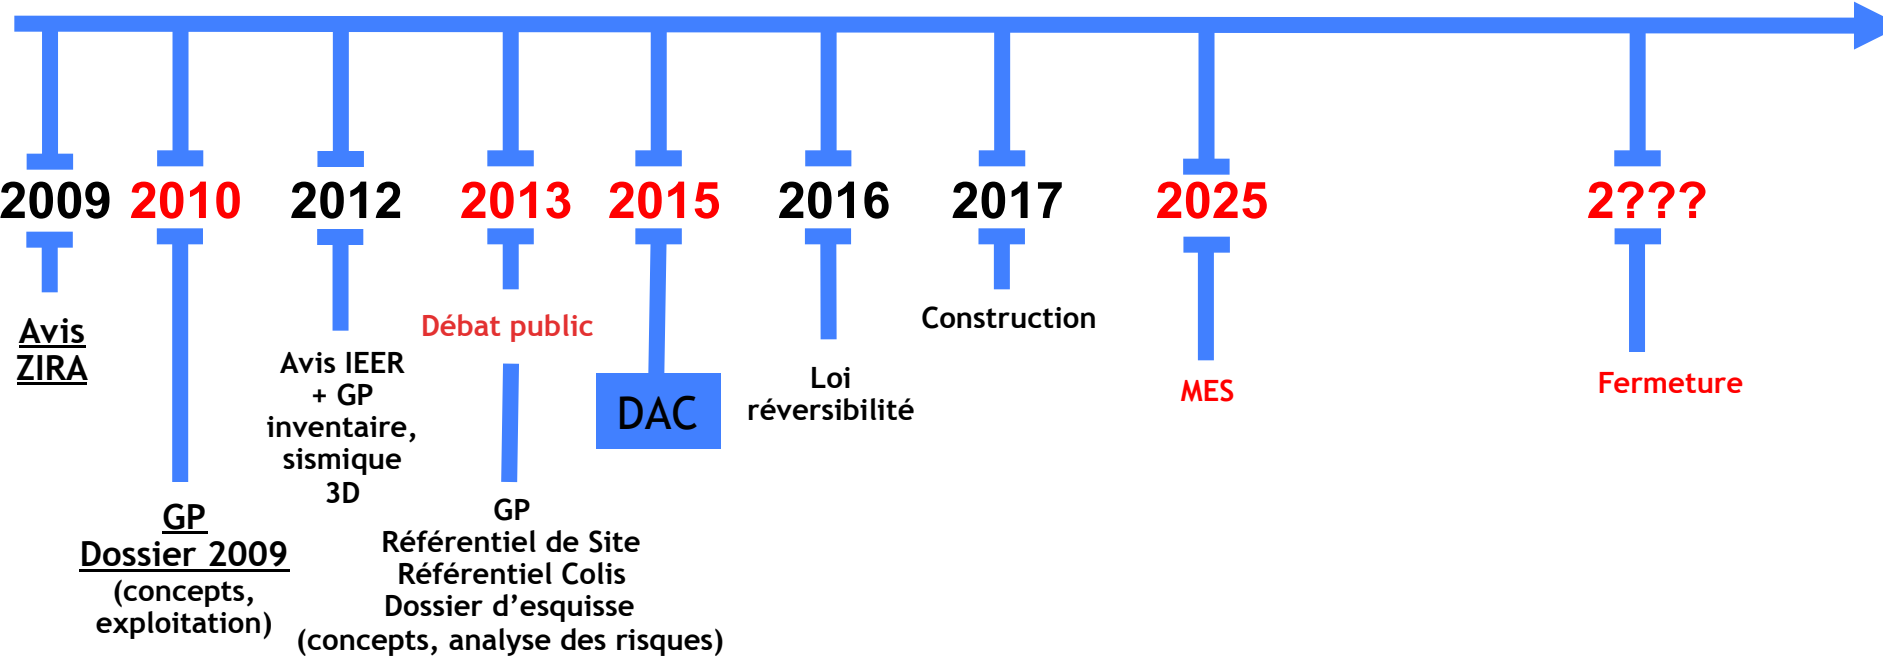 2009 2010 2012 2013 2015 2016 2017 2025 2???
Avis
ZIRA
GP
Dossier 2009
(concepts,
exploitation)
Avis IEER
+ GP
inventaire,
sismique
3D
Débat public
GP
Référentiel de Site
Référentiel Colis
Dossier d’esquisse
(concepts, analyse des risques)
DAC
Loi
réversibilité
Construction
MES
Fermeture